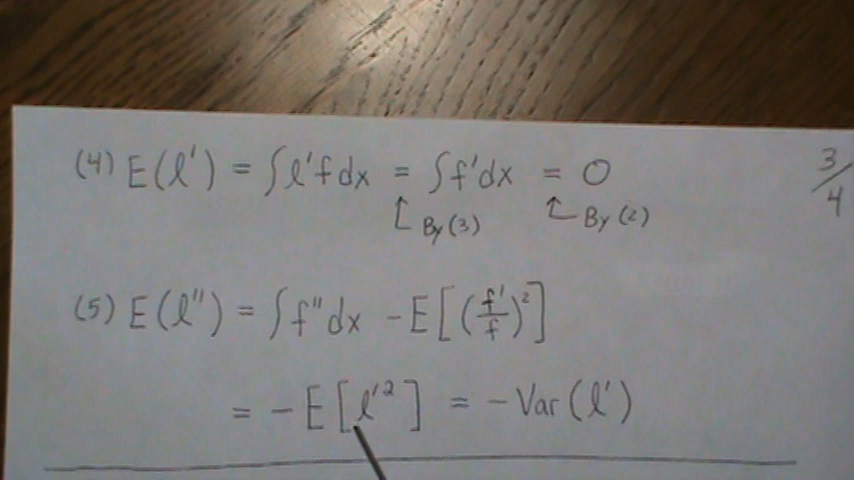 (4) E(l') = ∫l'f dx = ∫f'dx = 0
3/4
↑ By (3) ↑ By (2)
(5) E(l'') = ∫f''dx - E[(f'/f)²]
= -E[l'²] = -Var(l')